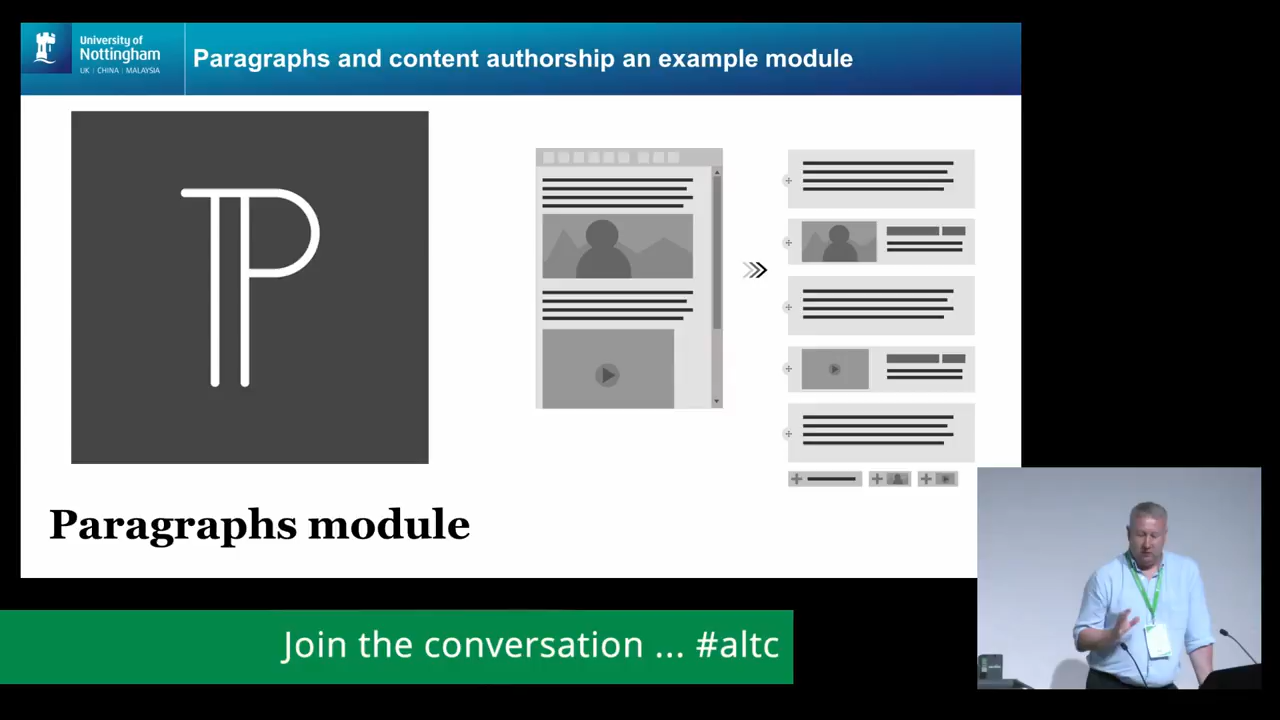 University of
Nottingham
UK | CHINA | MALAYSIA
Paragraphs and content authorship an example module
Paragraphs module
Join the conversation ... #altc